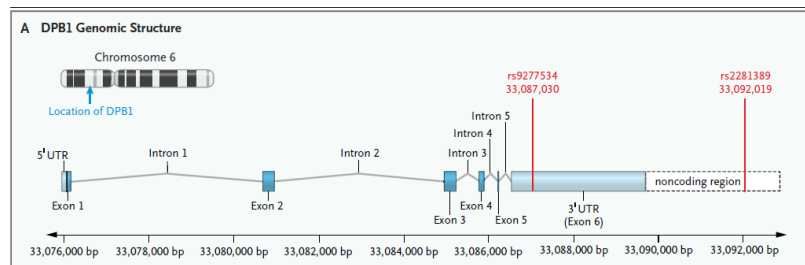 A DPB1 Genomic Structure
Chromosome 6
Location of DPB1
rs9277534
33,087,030
rs2281389
33,092,019
5' UTR
Intron 1
Intron 2
Intron 3
Intron 4
Intron 5
noncoding region
Exon 1
Exon 2
Exon 3
Exon 4
Exon 5
3' UTR
(Exon 6)
33,076,000 bp
33,078,000 bp
33,080,000 bp
33,082,000 bp
33,084,000 bp
33,086,000 bp
33,088,000 bp
33,090,000 bp
33,092,000 bp